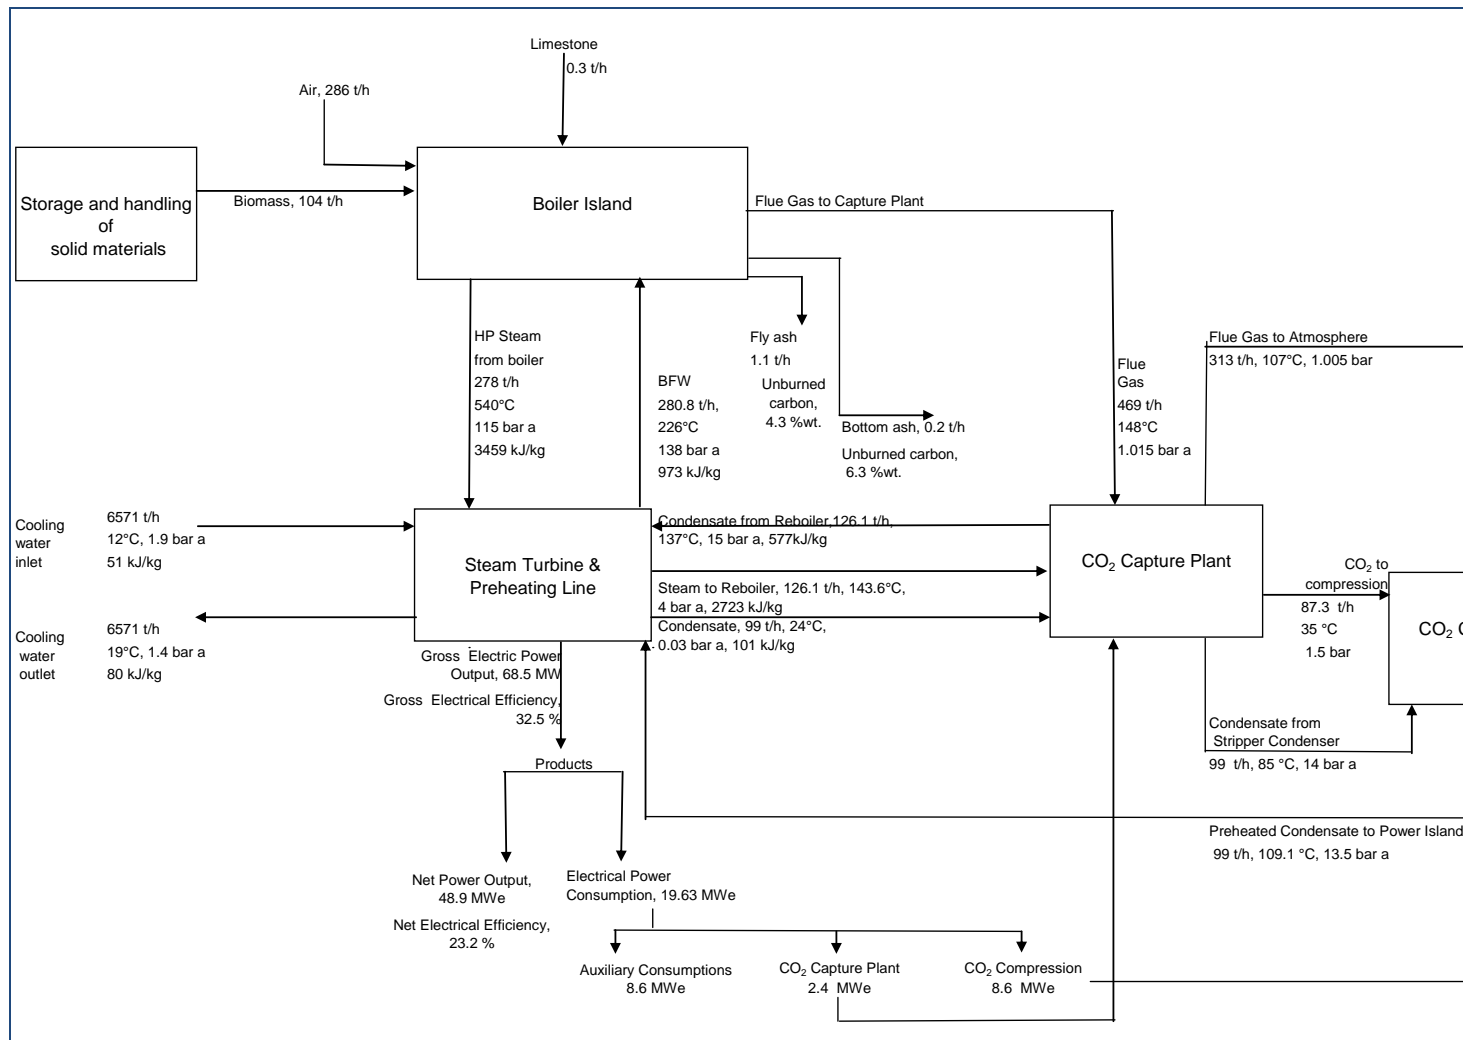 Limestone
0.3 t/h
Air, 286 t/h
Storage and handling
of
solid materials
Biomass, 104 t/h
Boiler Island
Flue Gas to Capture Plant
HP Steam
from boiler
278 t/h
540°C
115 bar a
3459 kJ/kg
BFW
280.8 t/h,
226°C
138 bar a
973 kJ/kg
Fly ash
1.1 t/h
Unburned
carbon,
4.3 %wt.
Bottom ash, 0.2 t/h
Unburned carbon,
6.3 %wt.
Flue
Gas
469 t/h
148°C
1.015 bar a
Flue Gas to Atmosphere
313 t/h, 107°C, 1.005 bar
Cooling
water
inlet
6571 t/h
12°C, 1.9 bar a
51 kJ/kg
Cooling
water
outlet
6571 t/h
19°C, 1.4 bar a
80 kJ/kg
Steam Turbine &
Preheating Line
Condensate from Reboiler,126.1 t/h,
137°C, 15 bar a, 577kJ/kg
Steam to Reboiler, 126.1 t/h, 143.6°C,
4 bar a, 2723 kJ/kg
Condensate, 99 t/h, 24°C,
0.03 bar a, 101 kJ/kg
CO2 Capture Plant
CO2 to
compression
87.3 t/h
35 °C
1.5 bar
CO2 C
Condensate from
Stripper Condenser
99 t/h, 85 °C, 14 bar a
Preheated Condensate to Power Island
99 t/h, 109.1 °C, 13.5 bar a
Gross Electric Power
Output, 68.5 MW
Gross Electrical Efficiency,
32.5 %
Products
Net Power Output,
48.9 MWe
Net Electrical Efficiency,
23.2 %
Electrical Power
Consumption, 19.63 MWe
Auxiliary Consumptions
8.6 MWe
CO2 Capture Plant
2.4 MWe
CO2 Compression
8.6 MWe